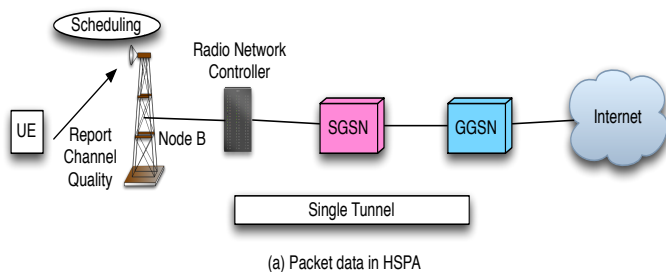 Scheduling
Radio Network
Controller
UE
Report
Channel
Quality
Node B
SGSN
GGSN
Internet
Single Tunnel
(a) Packet data in HSPA